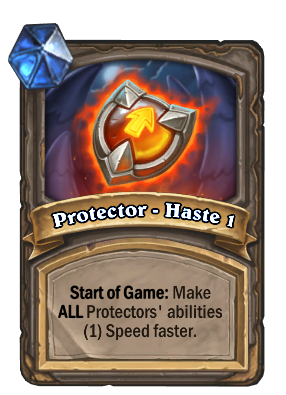 Protector - Haste 1
Start of Game: Make
ALL Protectors' abilities
(1) Speed faster.